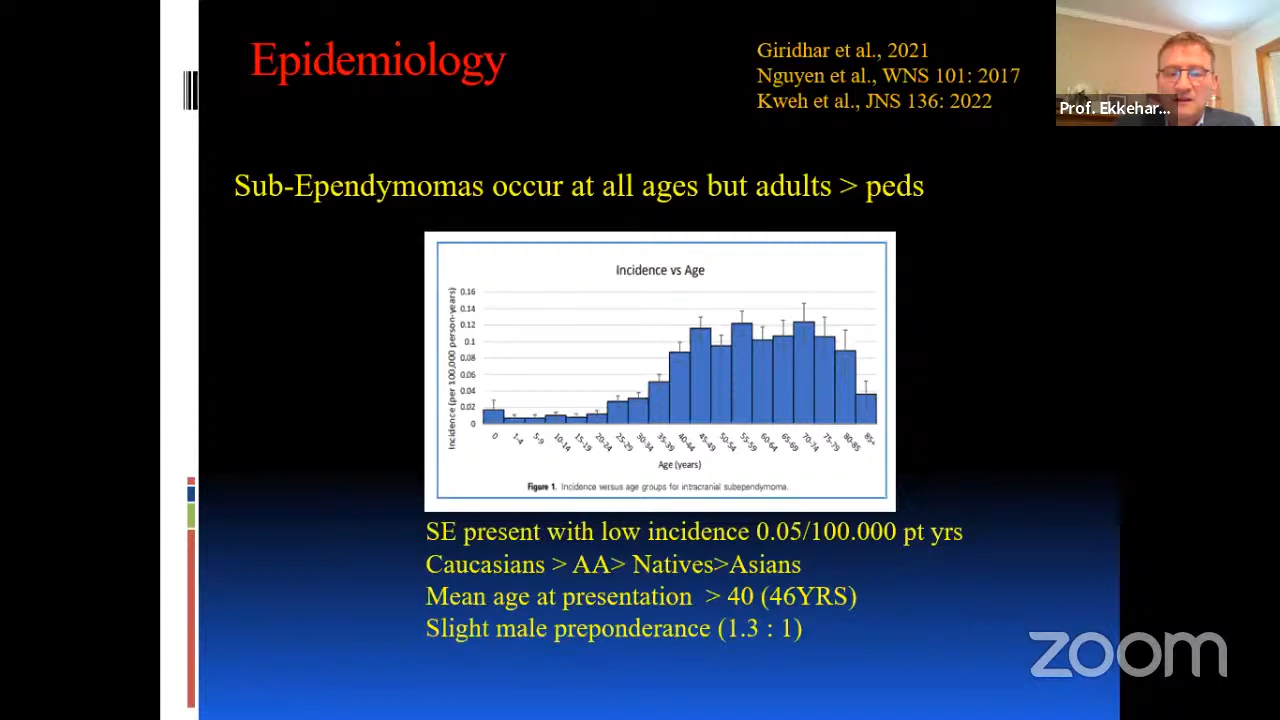 Epidemiology
Giridhar et al., 2021
Nguyen et al., WNS 101: 2017
Kweh et al., JNS 136: 2022
Prof. Ekkehar...
Sub-Ependymomas occur at all ages but adults > peds
Incidence vs Age
Incidence (per 100,000 person-years)
0.16
0.14
0.12
0.1
0.08
0.06
0.04
0.02
0
0 1-4 5-9 10-14 15-19 20-24 25-29 30-34 35-39 40-44 45-49 50-54 55-59 60-64 65-69 70-74 75-79 80-85 85+
Age (years)
Figure 1. Incidence versus age groups for intracranial subependymoma.
SE present with low incidence 0.05/100.000 pt yrs
Caucasians > AA> Natives>Asians
Mean age at presentation > 40 (46YRS)
Slight male preponderance (1.3 : 1)
zoom